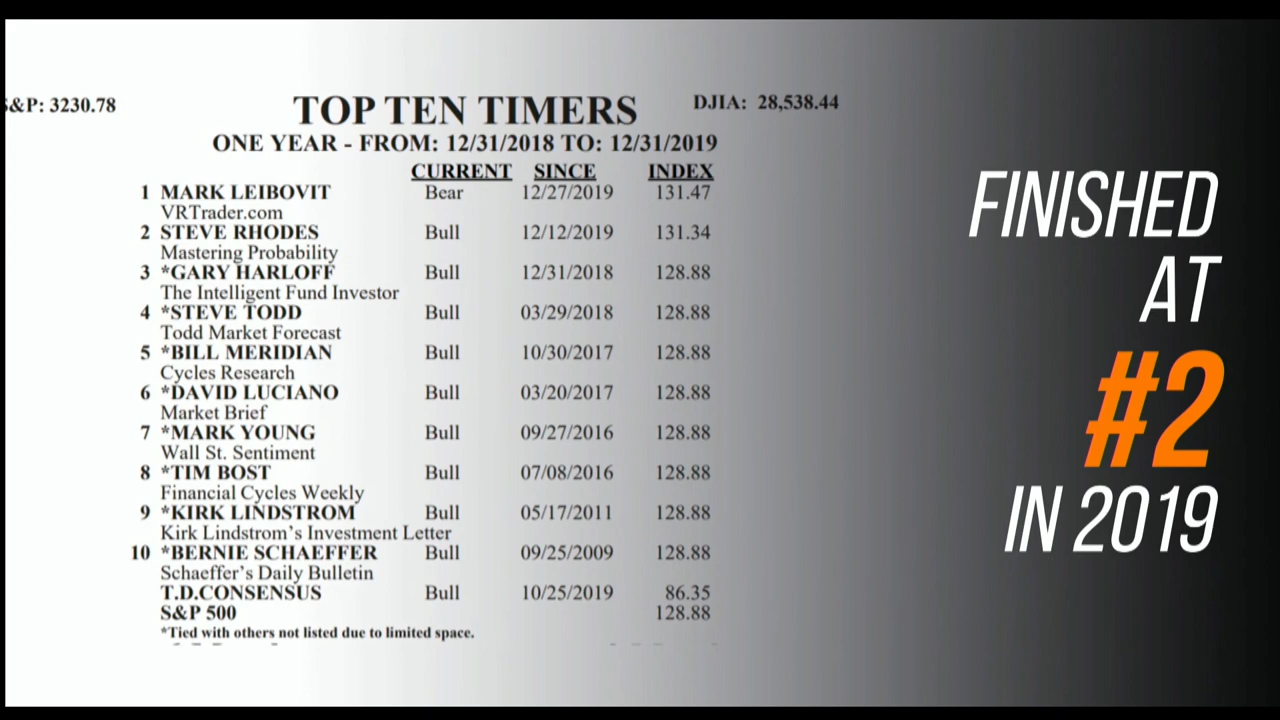 S&P: 3230.78
TOP TEN TIMERS
DJIA: 28,538.44
ONE YEAR - FROM: 12/31/2018 TO: 12/31/2019
CURRENT SINCE INDEX
1 MARK LEIBOVIT Bear 12/27/2019 131.47
VRTrader.com
2 STEVE RHODES Bull 12/12/2019 131.34
Mastering Probability
3 *GARY HARLOFF Bull 12/31/2018 128.88
The Intelligent Fund Investor
4 *STEVE TODD Bull 03/29/2018 128.88
Todd Market Forecast
5 *BILL MERIDIAN Bull 10/30/2017 128.88
Cycles Research
6 *DAVID LUCIANO Bull 03/20/2017 128.88
Market Brief
7 *MARK YOUNG Bull 09/27/2016 128.88
Wall St. Sentiment
8 *TIM BOST Bull 07/08/2016 128.88
Financial Cycles Weekly
9 *KIRK LINDSTROM Bull 05/17/2011 128.88
Kirk Lindstrom's Investment Letter
10 *BERNIE SCHAEFFER Bull 09/25/2009 128.88
Schaeffer's Daily Bulletin
T.D.CONSENSUS Bull 10/25/2019 86.35
S&P 500 128.88
*Tied with others not listed due to limited space.
FINISHED
AT
#2
IN 2019